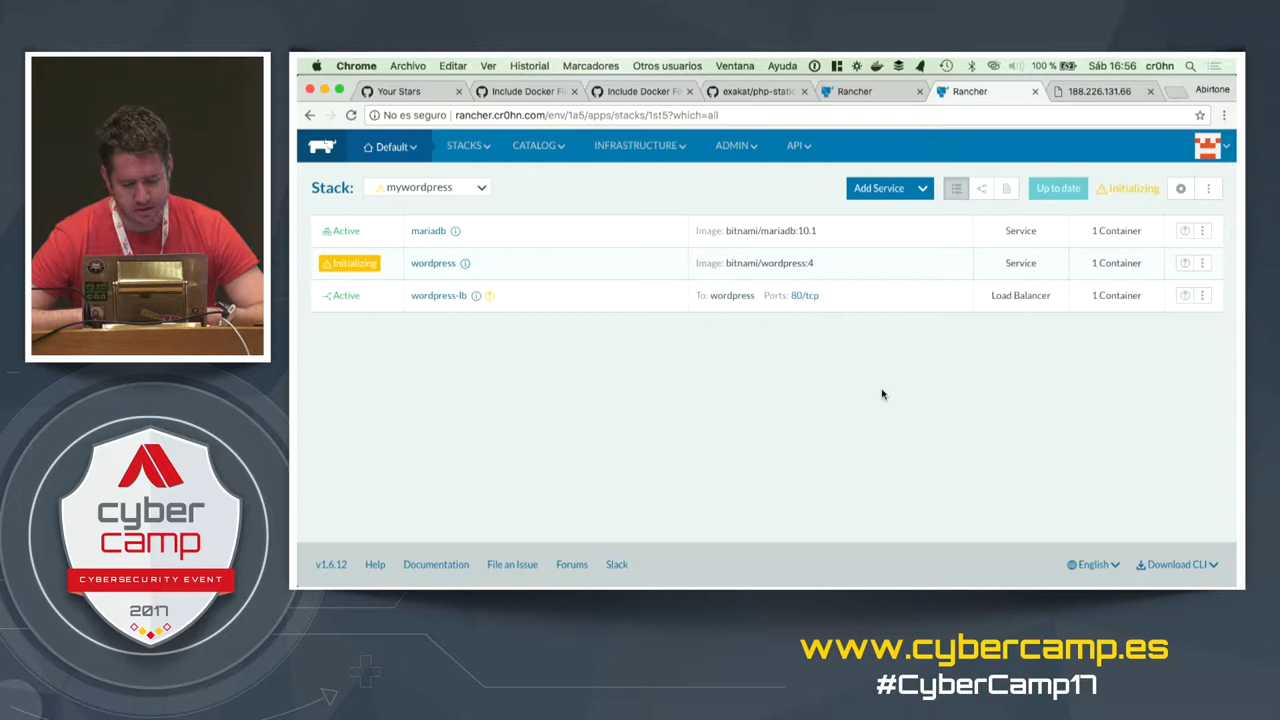 Chrome Archivo Editar Ver Historial Marcadores Otros usuarios Ventana Ayuda 100 % Sáb 16:56 cr0hn
Your Stars Include Docker Fi Include Docker Fi exakat/php-static Rancher Rancher 188.226.131.66 Abirtone
No es seguro rancher.cr0hn.com/env/1a5/apps/stacks/1st5?which=all
Default STACKS CATALOG INFRASTRUCTURE ADMIN API
Stack: mywordpress Add Service Up to date Initializing
Active mariadb Image: bitnami/mariadb:10.1 Service 1 Container
Initializing wordpress Image: bitnami/wordpress:4 Service 1 Container
Active wordpress-lb To: wordpress Ports: 80/tcp Load Balancer 1 Container
v1.6.12 Help Documentation File an Issue Forums Slack English Download CLI
cyber
camp
CYBERSECURITY EVENT
2017
www.cybercamp.es
#CyberCamp17